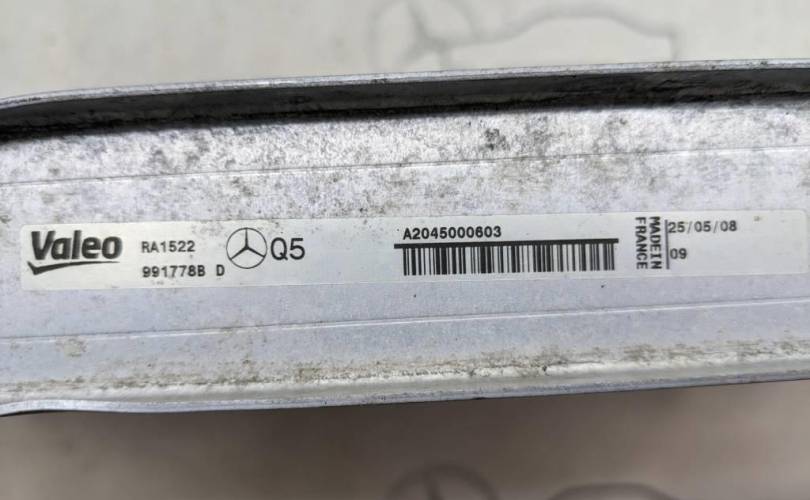 Valeo
RA1522
991778B D
Q5
A2045000603
MADE IN
FRANCE
25/05/08
09